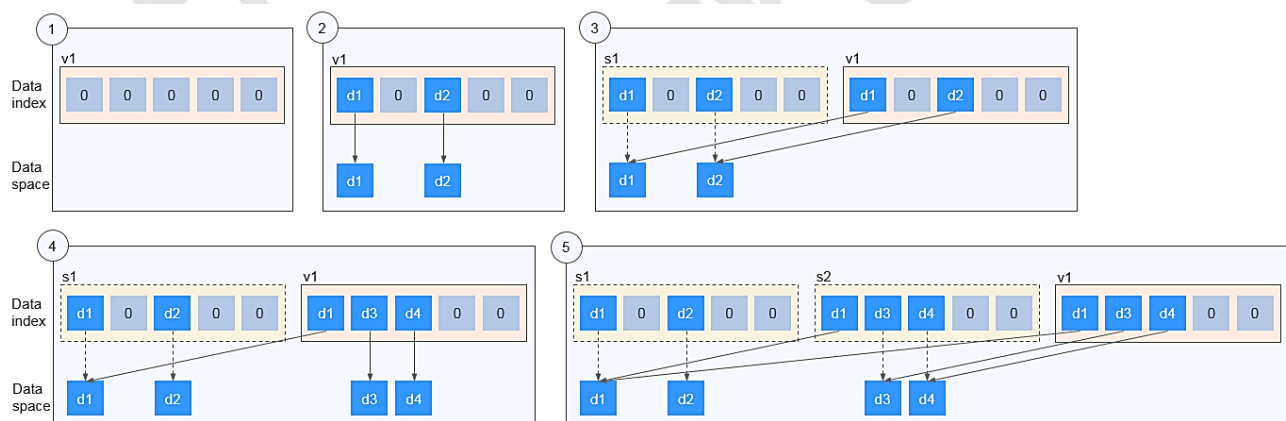 1 2 3
v1 v1 s1 v1
Data index 0 0 0 0 0 d1 0 d2 0 0 d1 0 d2 0 0 d1 0 d2 0 0
Data space d1 d2 d1 d2
4 5
s1 v1 s1 s2 v1
Data index d1 0 d2 0 0 d1 d3 d4 0 0 d1 0 d2 0 0 d1 d3 d4 0 0 d1 d3 d4 0 0
Data space d1 d2 d3 d4 d1 d2 d3 d4